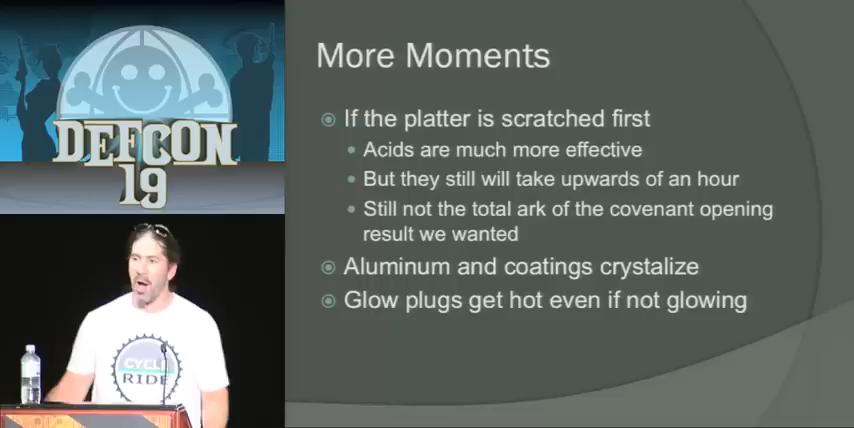 DEFCON
19
CYCLE
RIDE
More Moments
If the platter is scratched first
Acids are much more effective
But they still will take upwards of an hour
Still not the total ark of the covenant opening
result we wanted
Aluminum and coatings crystalize
Glow plugs get hot even if not glowing